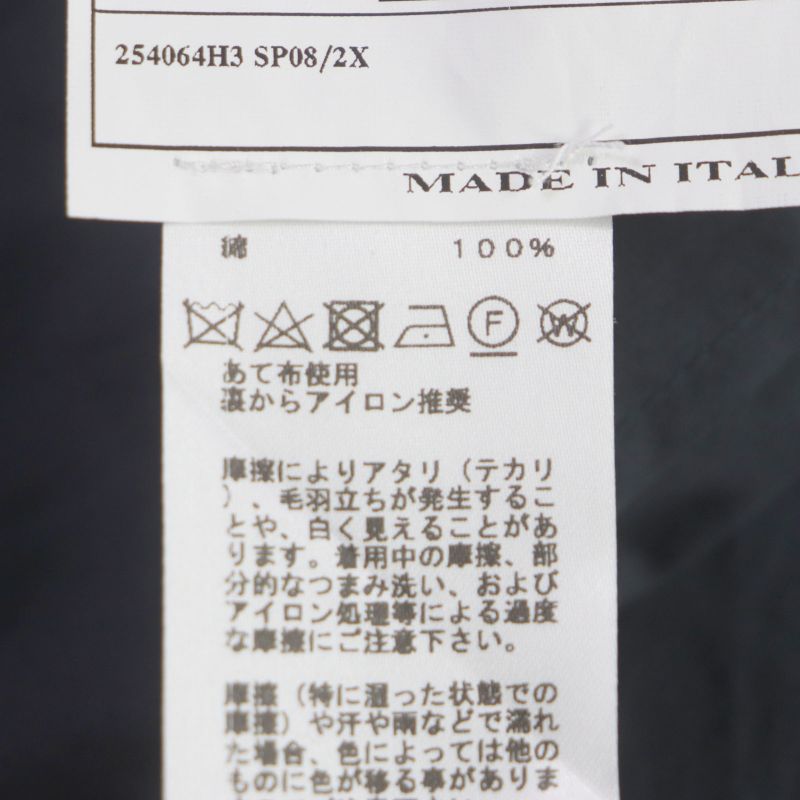 254064H3 SP08/2X
MADE IN ITAL
綿 100%
F W
あて布使用
裏からアイロン推奨
摩擦によりアタリ（テカリ
）、毛羽立ちが発生するこ
とや、白く見えることがあ
ります。着用中の摩擦、部
分的なつまみ洗い、および
アイロン処理等による過度
な摩擦にご注意下さい。
摩擦（特に湿った状態での
摩擦）や汗や雨などで濡れ
た場合、色によっては他の
ものに色が移る事がありま